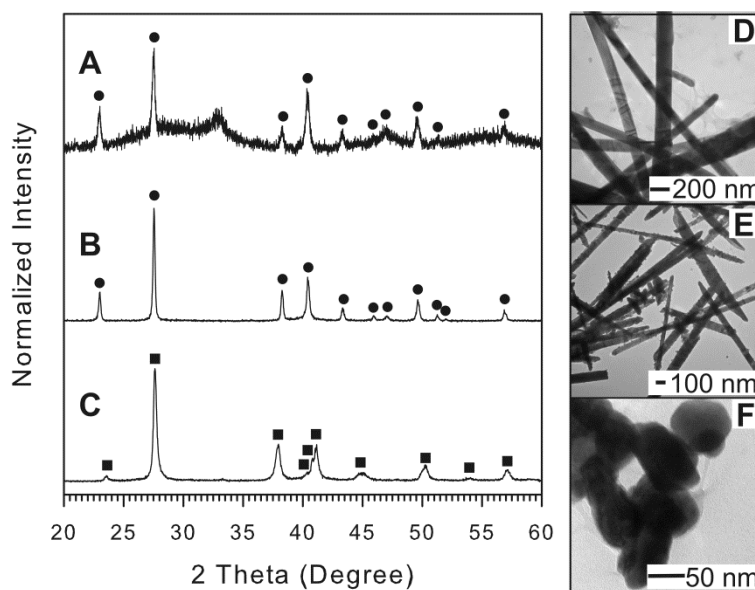 A
B
C
Normalized Intensity
20 25 30 35 40 45 50 55 60
2 Theta (Degree)
D
200 nm
E
100 nm
F
50 nm